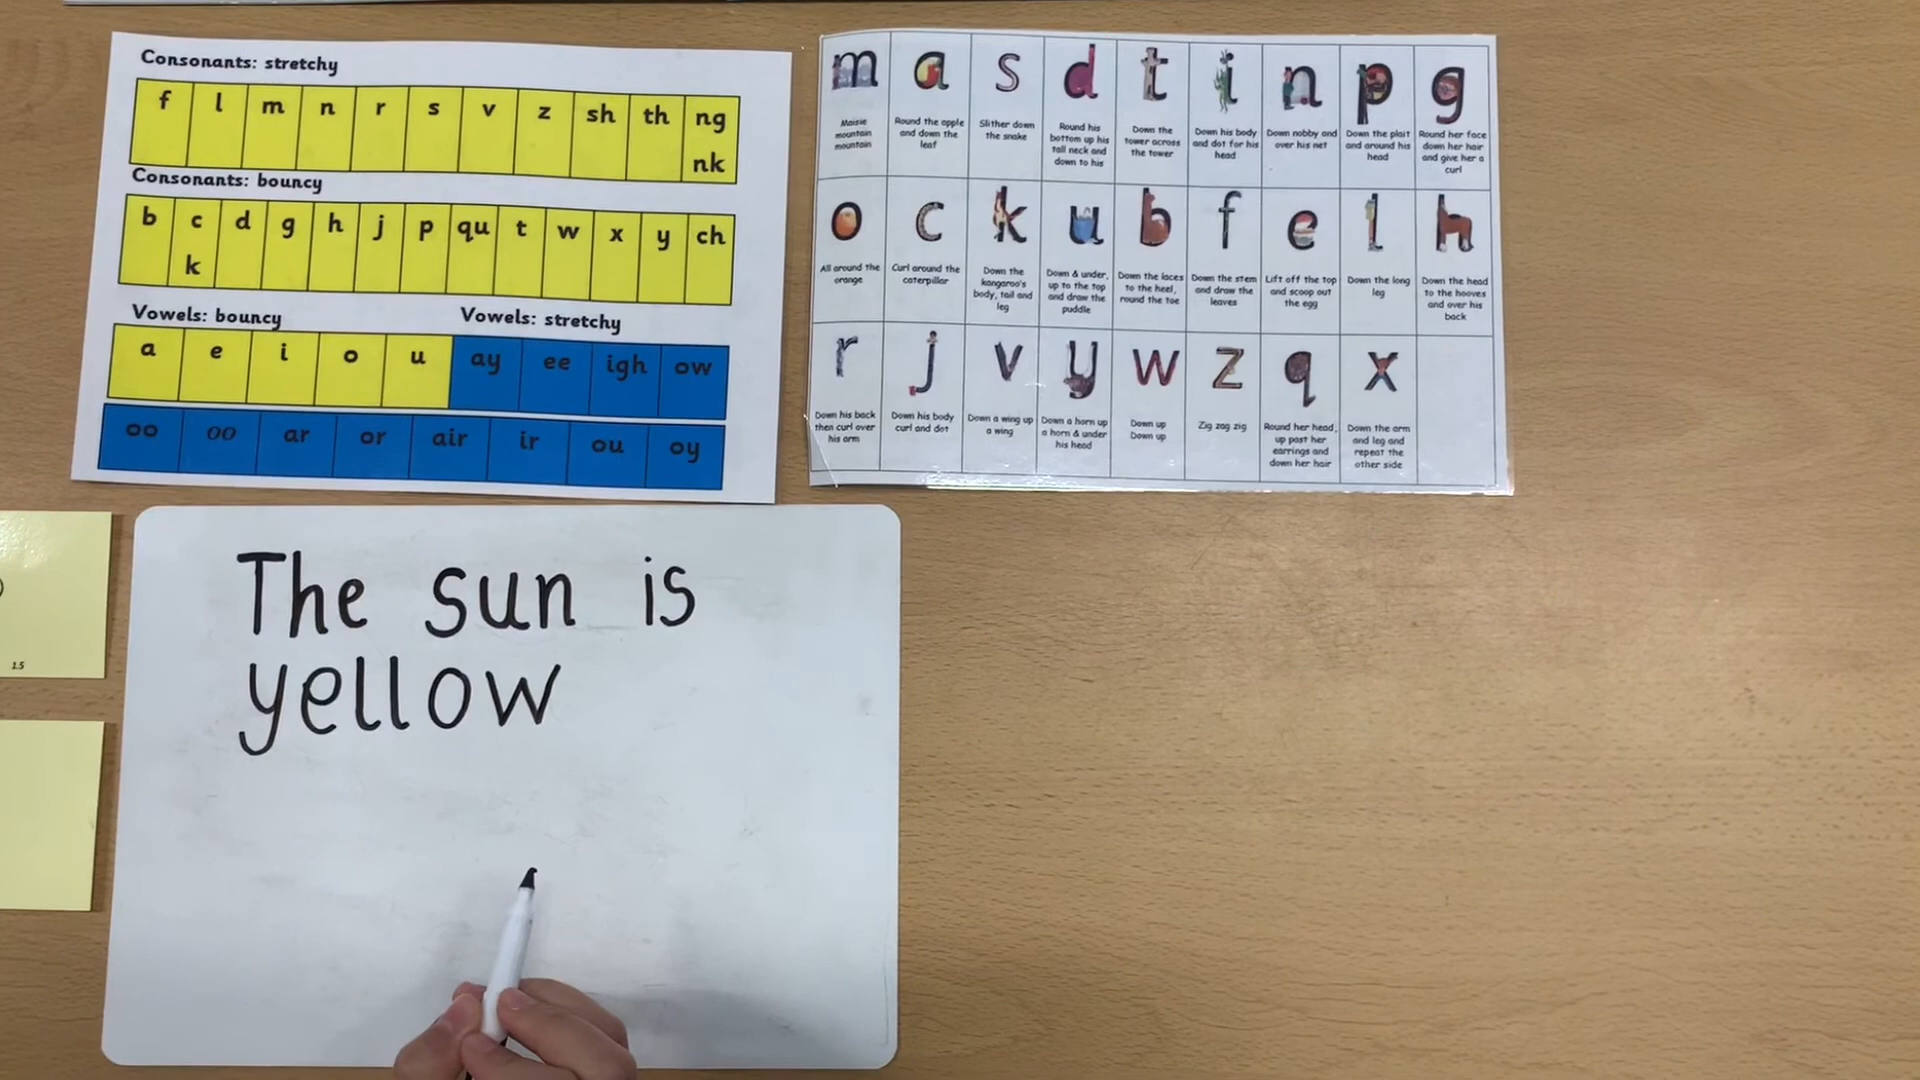 Consonants: stretchy
f l m n r s v z sh th ng
nk
Consonants: bouncy
b c d g h j p qu t w x y ch
k
Vowels: bouncy Vowels: stretchy
a e i o u ay ee igh ow
oo oo ar or air ir ou oy
m a s d t i n p g
Maisie
mountain
mountain
Round the apple
and down the
leaf
Slither down
the snake
Round his
bottom up his
tall neck and
down to his
Down the
tower across
the tower
Down his body
and dot for his
head
Down nobby and
over his net
Down the plait
and around his
head
Round her face
down her hair
and give her a
curl
o c k u b f e l h
All around the
orange
Curl around the
caterpillar
Down the
kangaroo's
body, tail and
leg
Down & under,
up to the top
and draw the
puddle
Down the laces
to the heel,
round the toe
Down the stem
and draw the
leaves
Lift off the top
and scoop out
the egg
Down the long
leg
Down the head
to the hooves
and over his
back
r j v y w z q x
Down his back
then curl over
his arm
Down his body
curl and dot
Down a wing up
a wing
Down a horn up
a horn & under
his head
Down up
Down up
Zig zag zig
Round her head,
up past her
earrings and
down her hair
Down the arm
and leg and
repeat the
other side
1.5
The sun is
yellow